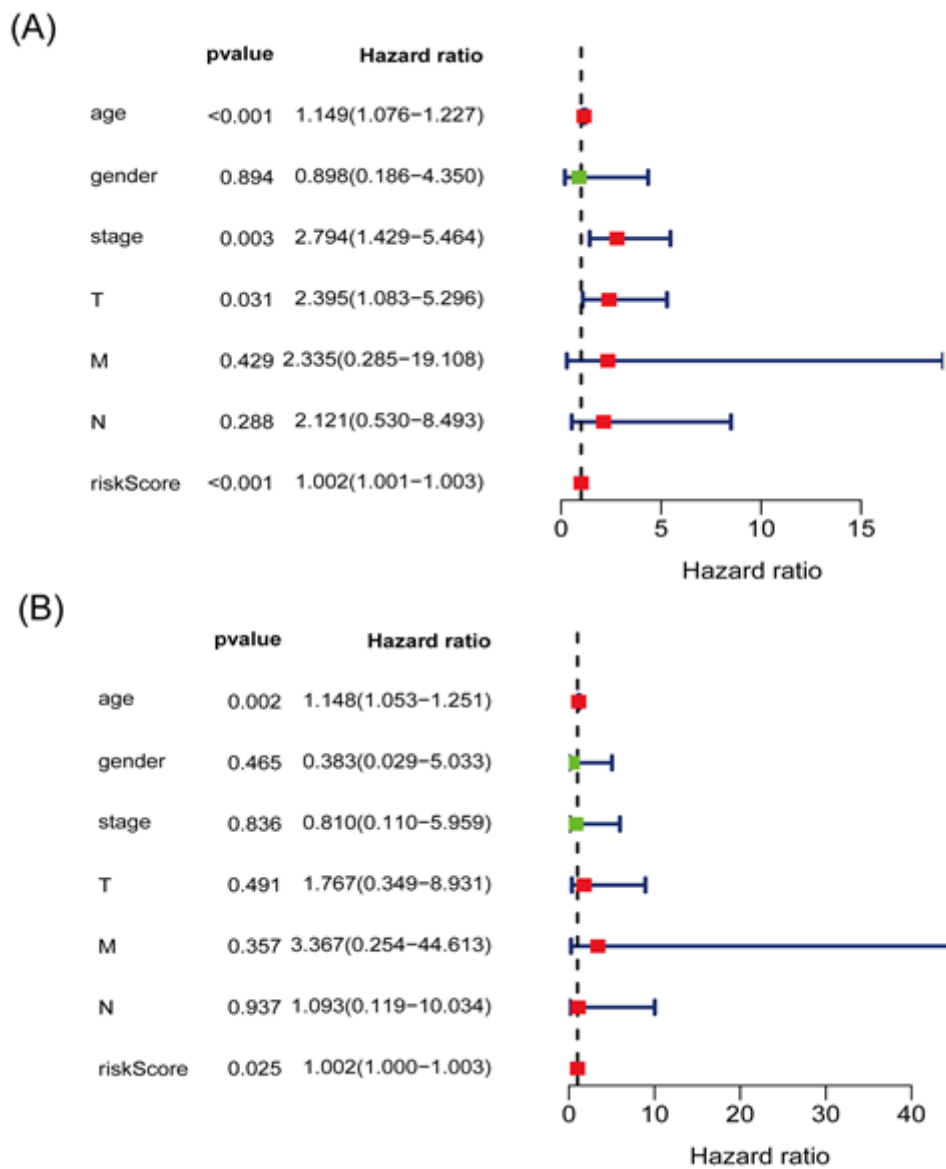 (A)
pvalue Hazard ratio
age <0.001 1.149(1.076−1.227)
gender 0.894 0.898(0.186−4.350)
stage 0.003 2.794(1.429−5.464)
T 0.031 2.395(1.083−5.296)
M 0.429 2.335(0.285−19.108)
N 0.288 2.121(0.530−8.493)
riskScore <0.001 1.002(1.001−1.003)
0 5 10 15
Hazard ratio
(B)
pvalue Hazard ratio
age 0.002 1.148(1.053−1.251)
gender 0.465 0.383(0.029−5.033)
stage 0.836 0.810(0.110−5.959)
T 0.491 1.767(0.349−8.931)
M 0.357 3.367(0.254−44.613)
N 0.937 1.093(0.119−10.034)
riskScore 0.025 1.002(1.000−1.003)
0 10 20 30 40
Hazard ratio